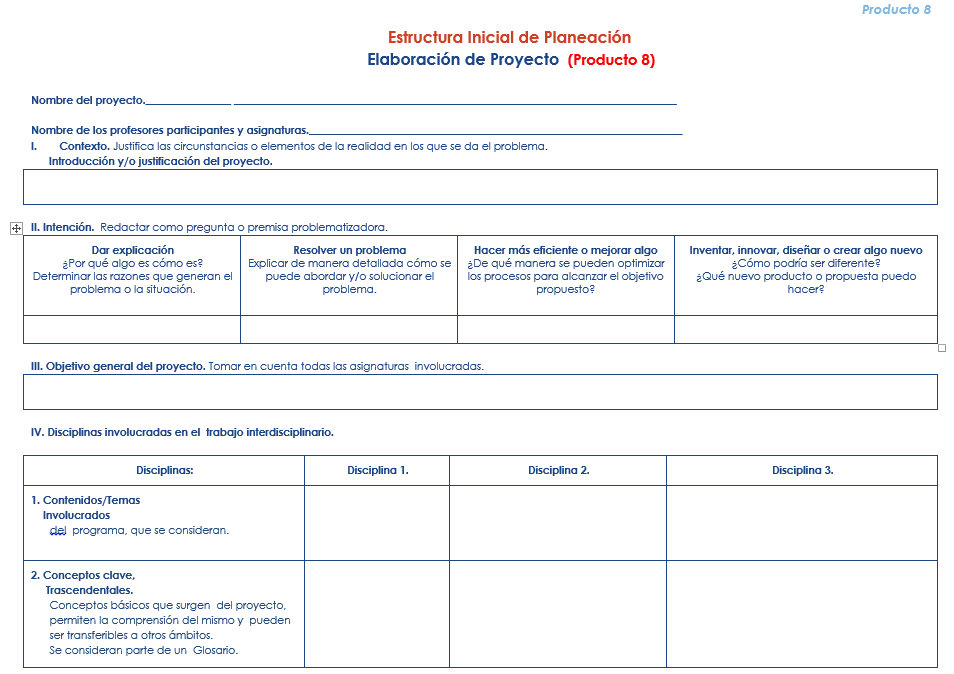 Producto 8
Estructura Inicial de Planeación
Elaboración de Proyecto (Producto 8)
Nombre del proyecto.______________ ________________________________________________________________________
Nombre de los profesores participantes y asignaturas.____________________________________________________________
I. Contexto. Justifica las circunstancias o elementos de la realidad en los que se da el problema.
Introducción y/o justificación del proyecto.
II. Intención. Redactar como pregunta o premisa problematizadora.
Dar explicación
¿Por qué algo es cómo es?
Determinar las razones que generan el
problema o la situación.
Resolver un problema
Explicar de manera detallada cómo se
puede abordar y/o solucionar el
problema.
Hacer más eficiente o mejorar algo
¿De qué manera se pueden optimizar
los procesos para alcanzar el objetivo
propuesto?
Inventar, innovar, diseñar o crear algo nuevo
¿Cómo podría ser diferente?
¿Qué nuevo producto o propuesta puedo
hacer?
III. Objetivo general del proyecto. Tomar en cuenta todas las asignaturas involucradas.
IV. Disciplinas involucradas en el trabajo interdisciplinario.
Disciplinas:
Disciplina 1.
Disciplina 2.
Disciplina 3.
1. Contenidos/Temas
Involucrados
del programa, que se consideran.
2. Conceptos clave,
Trascendentales.
Conceptos básicos que surgen del proyecto,
permiten la comprensión del mismo y pueden
ser transferibles a otros ámbitos.
Se consideran parte de un Glosario.